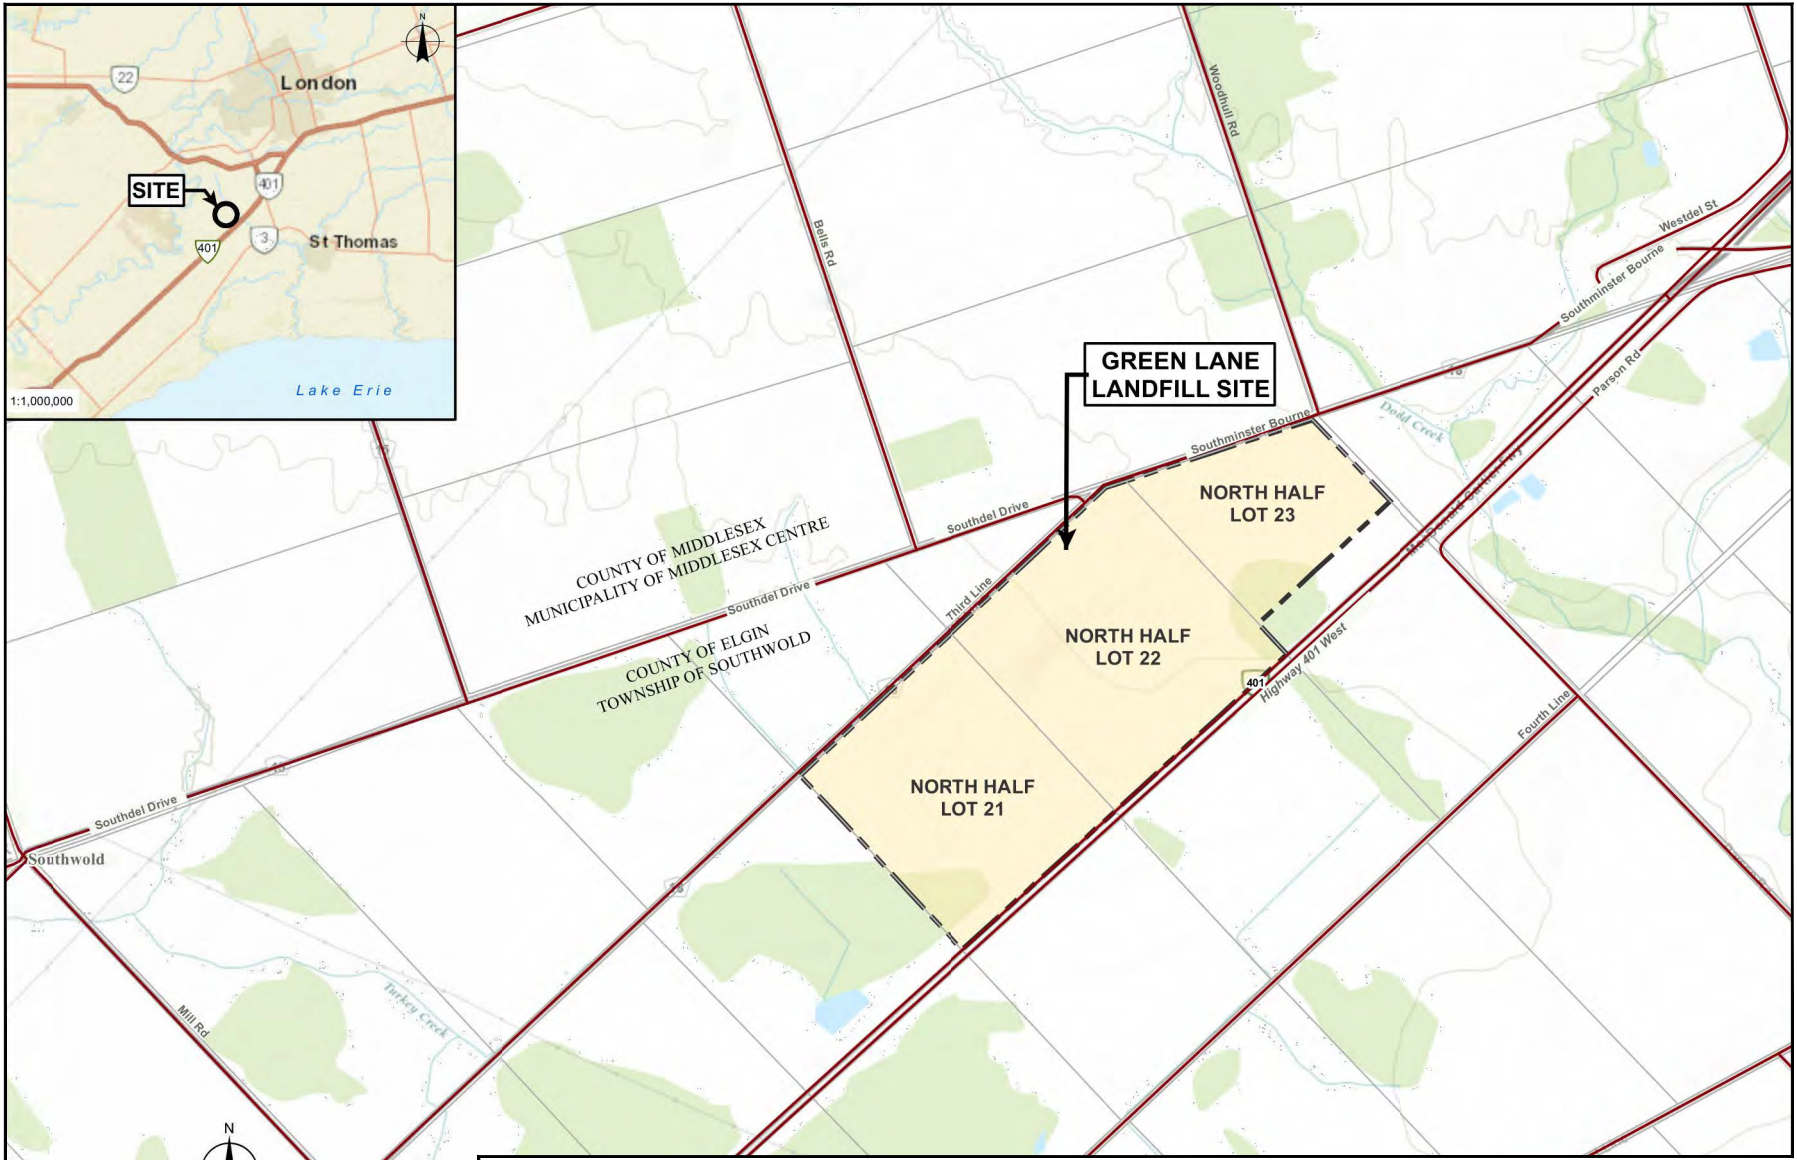 N
22
London
401
SITE
401
3
St Thomas
Lake Erie
1:1,000,000
Woodhull Rd
Bells Rd
Westdel St
Southminster Bourne
Parson Rd
GREEN LANE
LANDFILL SITE
Dodd Creek
Southminster Bourne
MacDonald Cartier Fwy
NORTH HALF
LOT 23
Southdel Drive
COUNTY OF MIDDLESEX
MUNICIPALITY OF MIDDLESEX CENTRE
Southdel Drive
Third Line
COUNTY OF ELGIN
TOWNSHIP OF SOUTHWOLD
NORTH HALF
LOT 22
401
Highway 401 West
Fourth Line
NORTH HALF
LOT 21
Southdel Drive
Southwold
Turkey Creek
Mill Rd
N